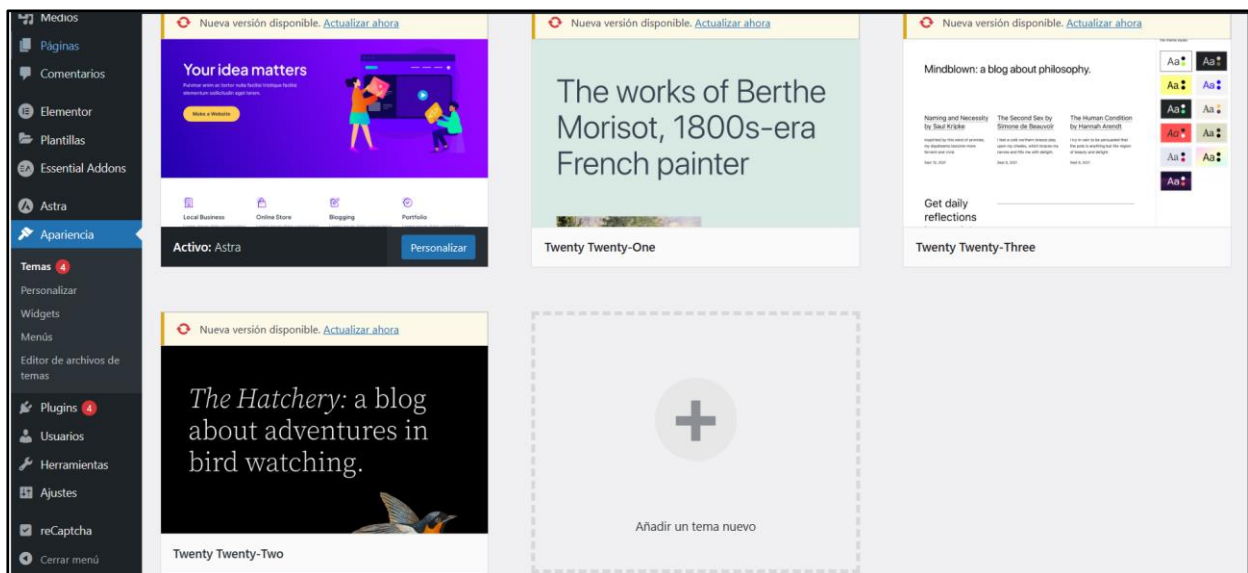 Medios
Páginas
Comentarios
Elementor
Plantillas
Essential Addons
Astra
Apariencia
Temas 4
Personalizar
Widgets
Menús
Editor de archivos de
temas
Plugins 4
Usuarios
Herramientas
Ajustes
reCaptcha
Cerrar menú
Nueva versión disponible. Actualizar ahora
Your idea matters
Make a Website
Local Business
Online Store
Blogging
Portfolio
Activo: Astra
Personalizar
Nueva versión disponible. Actualizar ahora
The works of Berthe
Morisot, 1800s-era
French painter
Twenty Twenty-One
Nueva versión disponible. Actualizar ahora
Mindblown: a blog about philosophy.
Naming and Necessity
by Saul Kripke
The Second Sex by
Simone de Beauvoir
The Human Condition
by Hannah Arendt
Get daily
reflections
Aa Aa
Aa Aa
Aa Aa
Aa Aa
Aa Aa
Aa
Twenty Twenty-Three
Nueva versión disponible. Actualizar ahora
The Hatchery: a blog
about adventures in
bird watching.
Twenty Twenty-Two
Añadir un tema nuevo